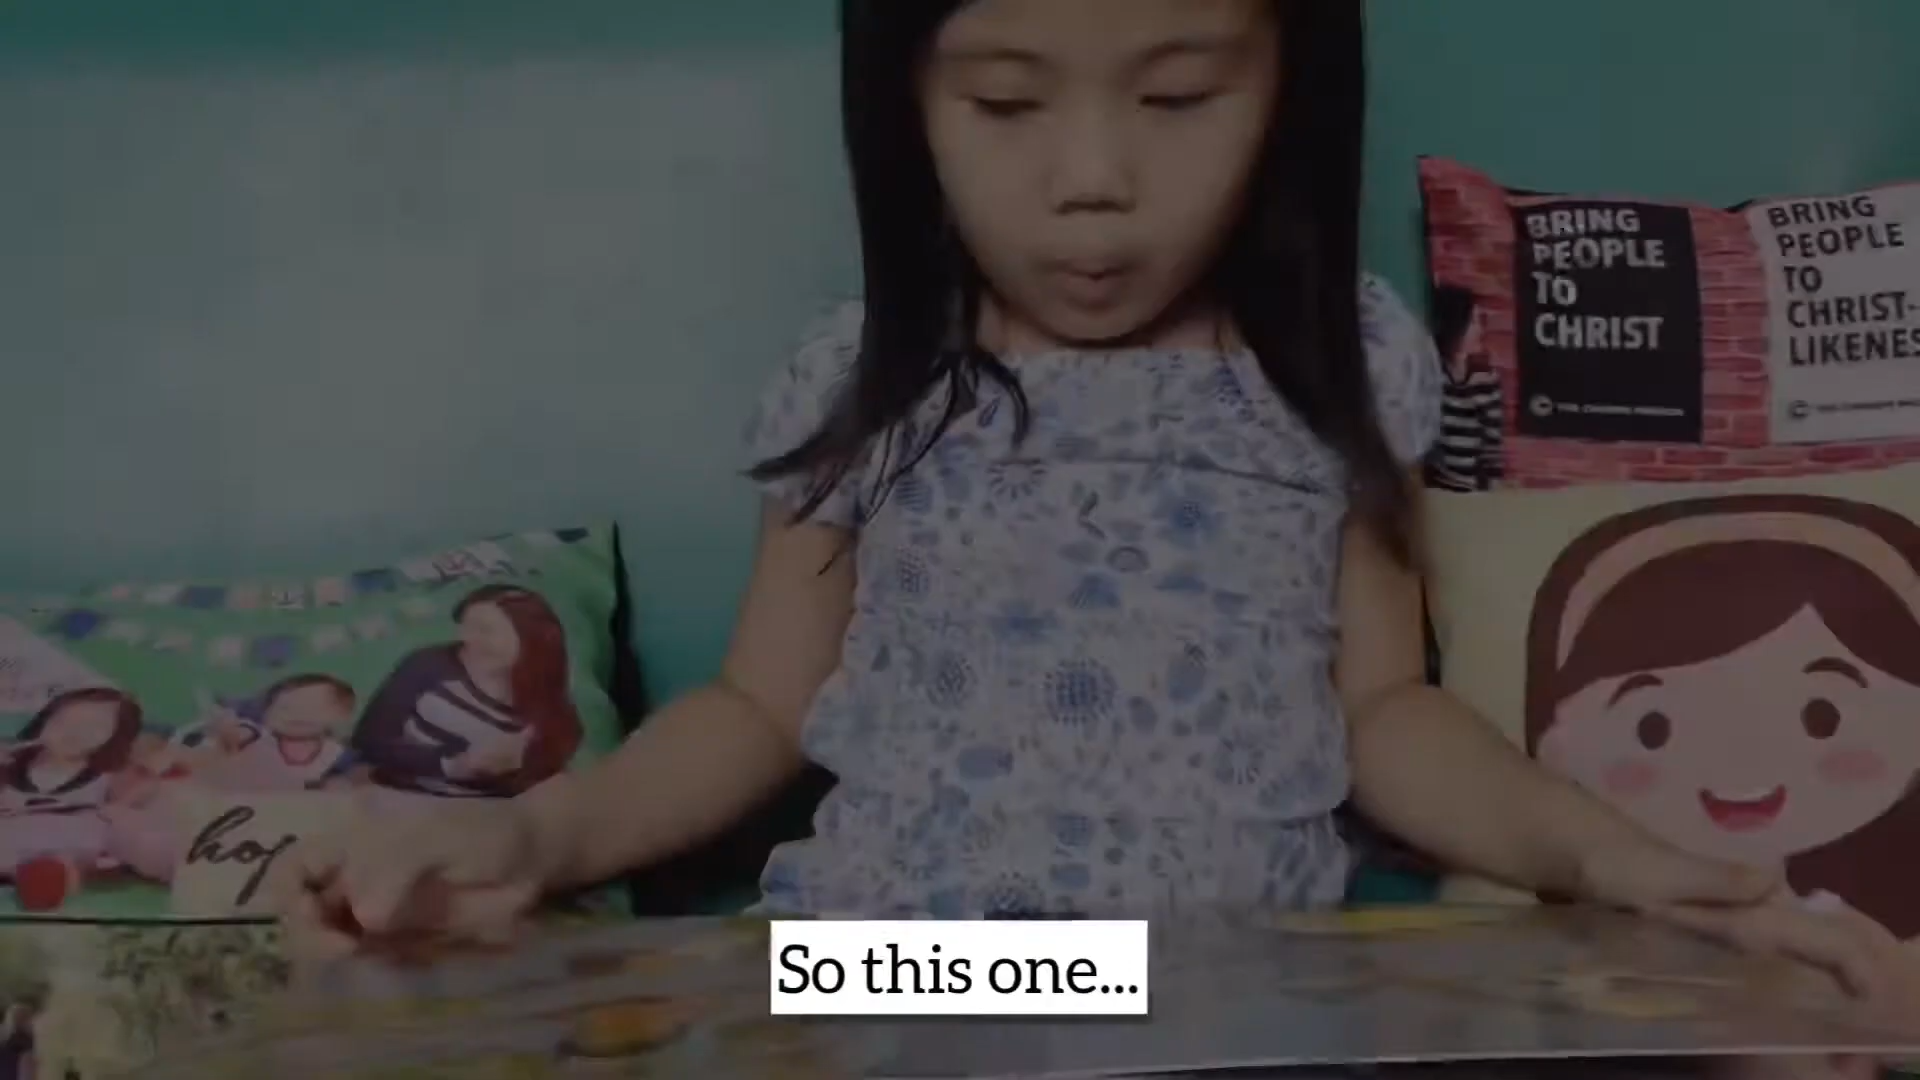 BRING
PEOPLE
TO
CHRIST
BRING
PEOPLE
TO
CHRIST-
LIKENES
So this one...